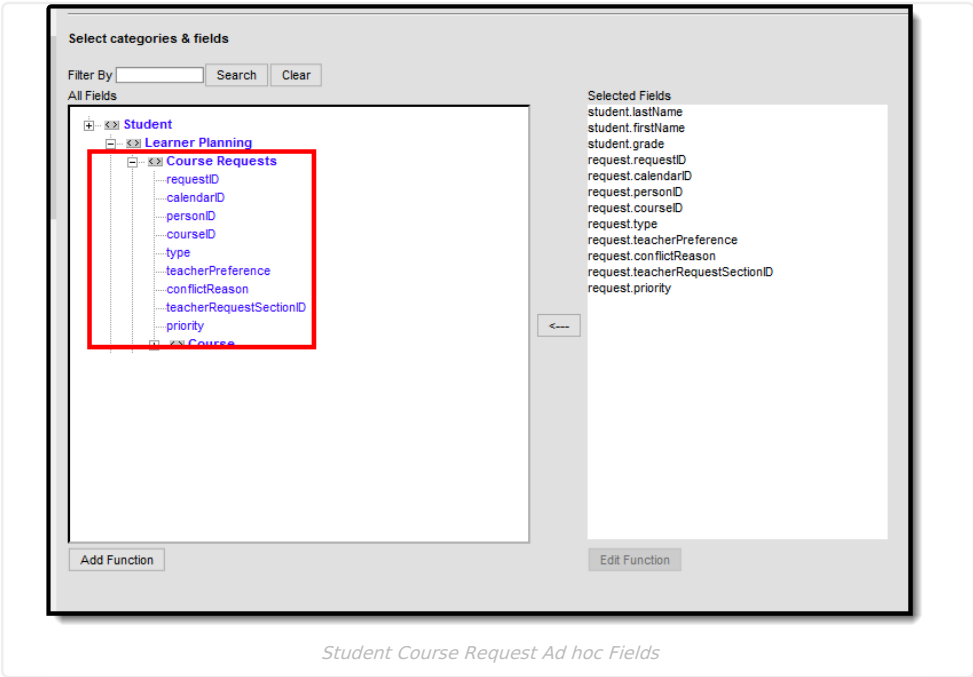 Select categories & fields
Filter By
Search
Clear
All Fields
Student
Learner Planning
Course Requests
requestID
calendarID
personID
courseID
type
teacherPreference
conflictReason
teacherRequestSectionID
priority
Course
<---
Selected Fields
student.lastName
student.firstName
student.grade
request.requestID
request.calendarID
request.personID
request.courseID
request.type
request.teacherPreference
request.conflictReason
request.teacherRequestSectionID
request.priority
Add Function
Edit Function
Student Course Request Ad hoc Fields